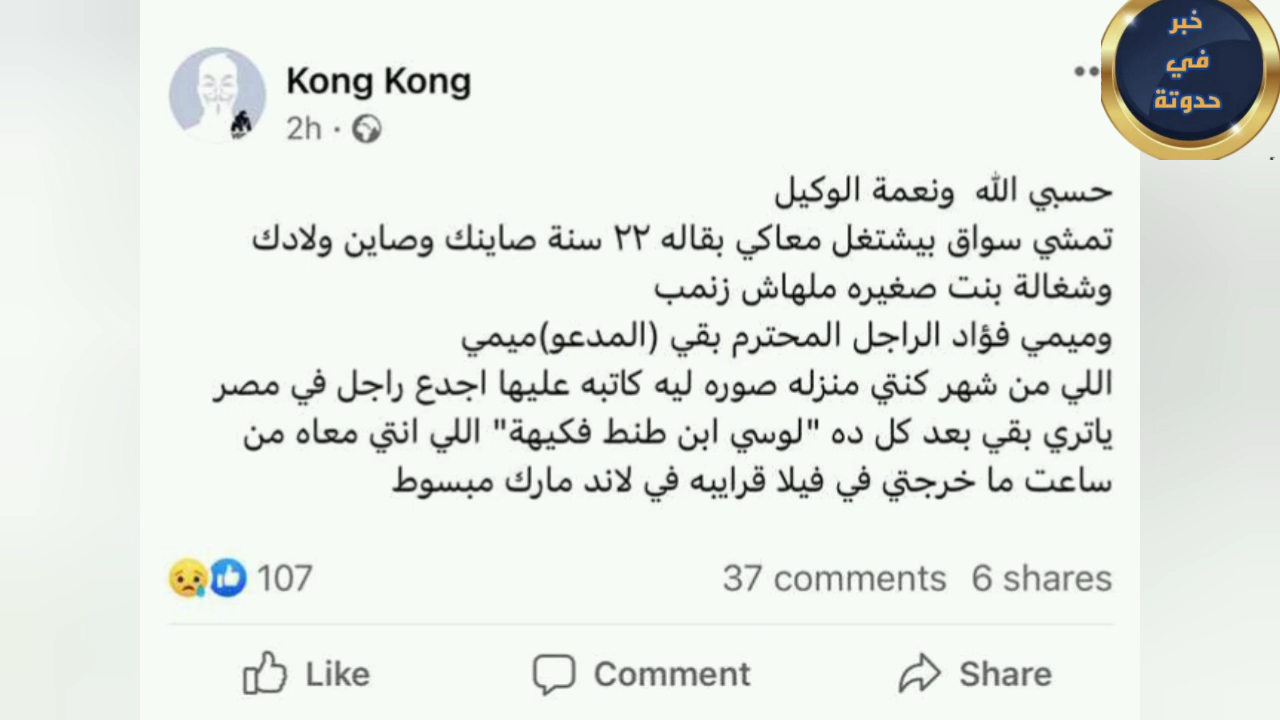 خبر
في
حدوتة
Kong Kong
2h ·
حسبي الله ونعمة الوكيل
تمشي سواق بيشتغل معاكي بقاله ٢٢ سنة صاينك وصاين ولادك
وشغالة بنت صغيره ملهاش زنمب
وميمي فؤاد الراجل المحترم بقي (المدعو)ميمي
اللي من شهر كنتي منزله صوره ليه كاتبه عليها اجدع راجل في مصر
ياتري بقي بعد كل ده "لوسي ابن طنط فكيهة" اللي انتي معاه من
ساعت ما خرجتي في فيلا قرايبه في لاند مارك مبسوط
107
37 comments 6 shares
Like Comment Share